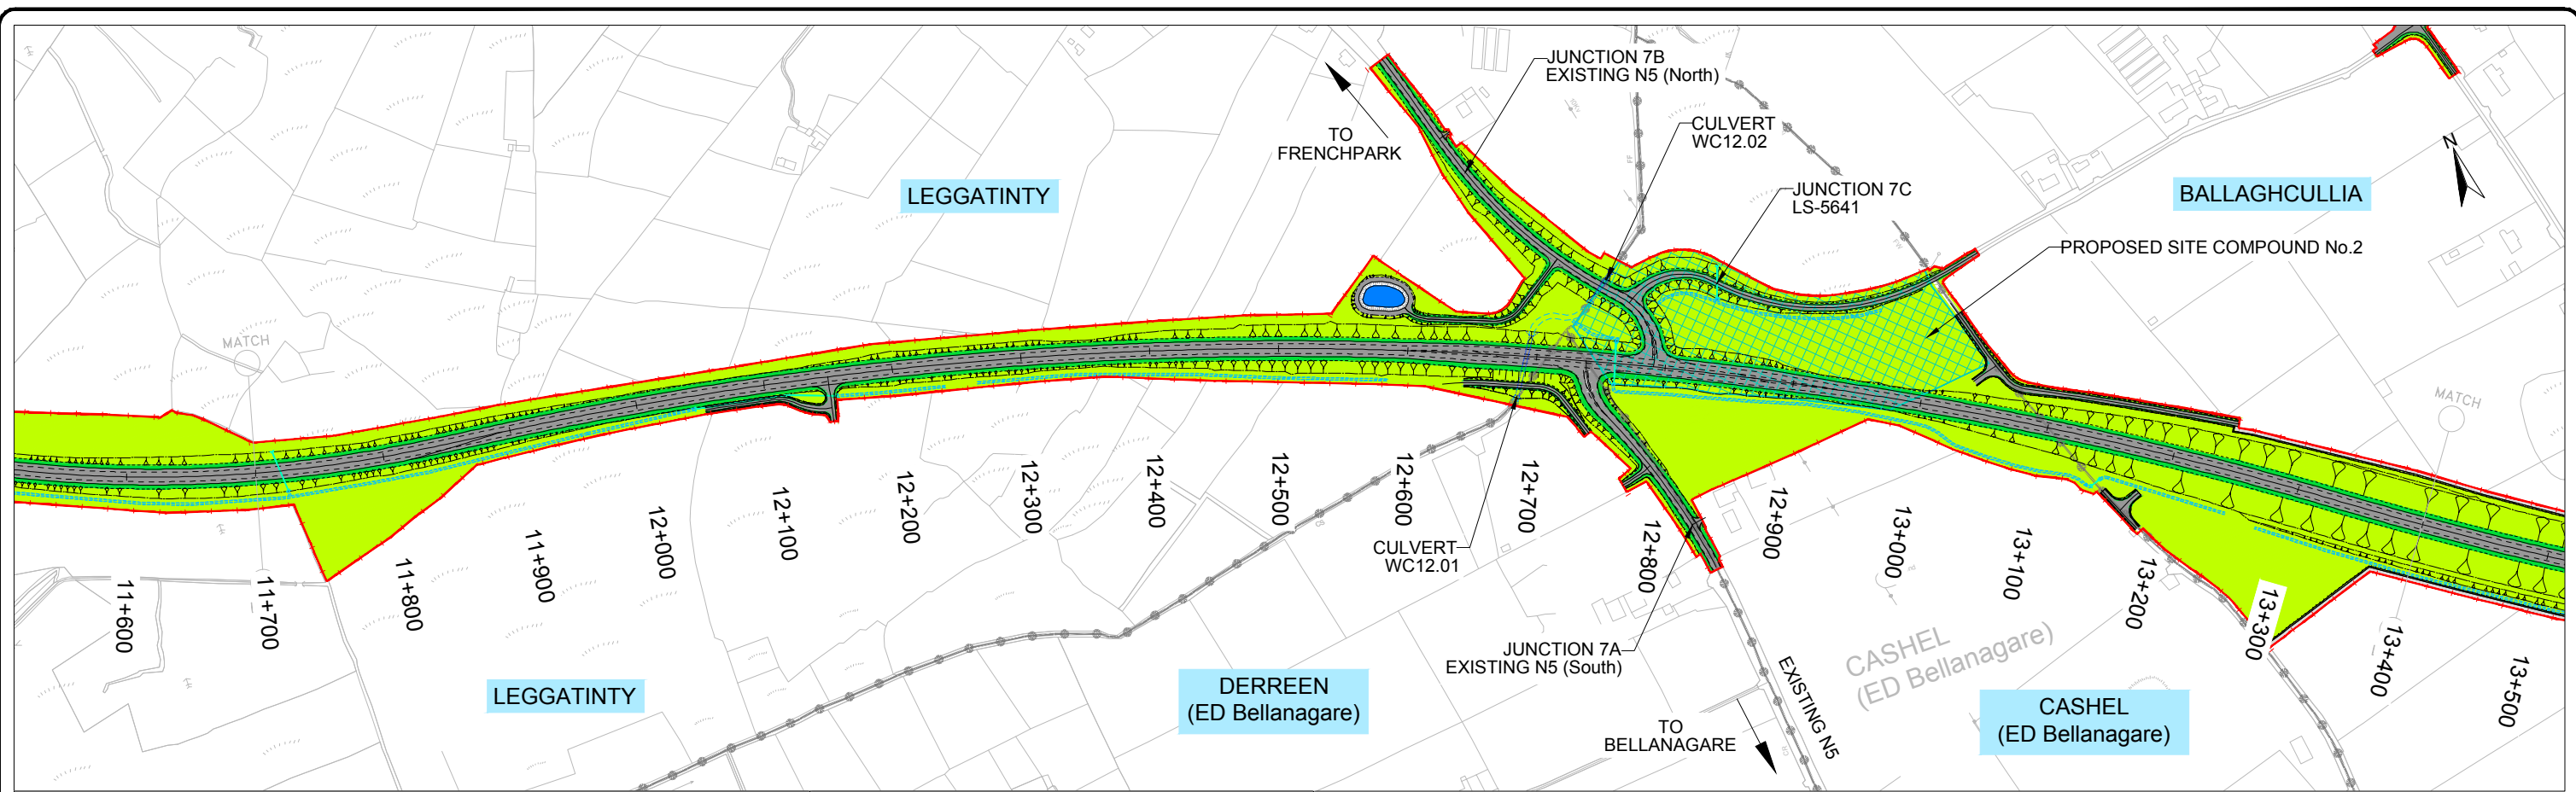 JUNCTION 7B
EXISTING N5 (North)
TO
FRENCHPARK
CULVERT
WC12.02
JUNCTION 7C
LS-5641
N
LEGGATINTY
BALLAGHCULLIA
PROPOSED SITE COMPOUND No.2
MATCH
MATCH
11+600
11+700
11+800
11+900
12+000
12+100
12+200
12+300
12+400
12+500
12+600
12+700
12+800
12+900
13+000
13+100
13+200
13+300
13+400
13+500
CULVERT
WC12.01
JUNCTION 7A
EXISTING N5 (South)
LEGGATINTY
DERREEN
(ED Bellanagare)
TO
BELLANAGARE
EXISTING N5
CASHEL
(ED Bellanagare)
CASHEL
(ED Bellanagare)